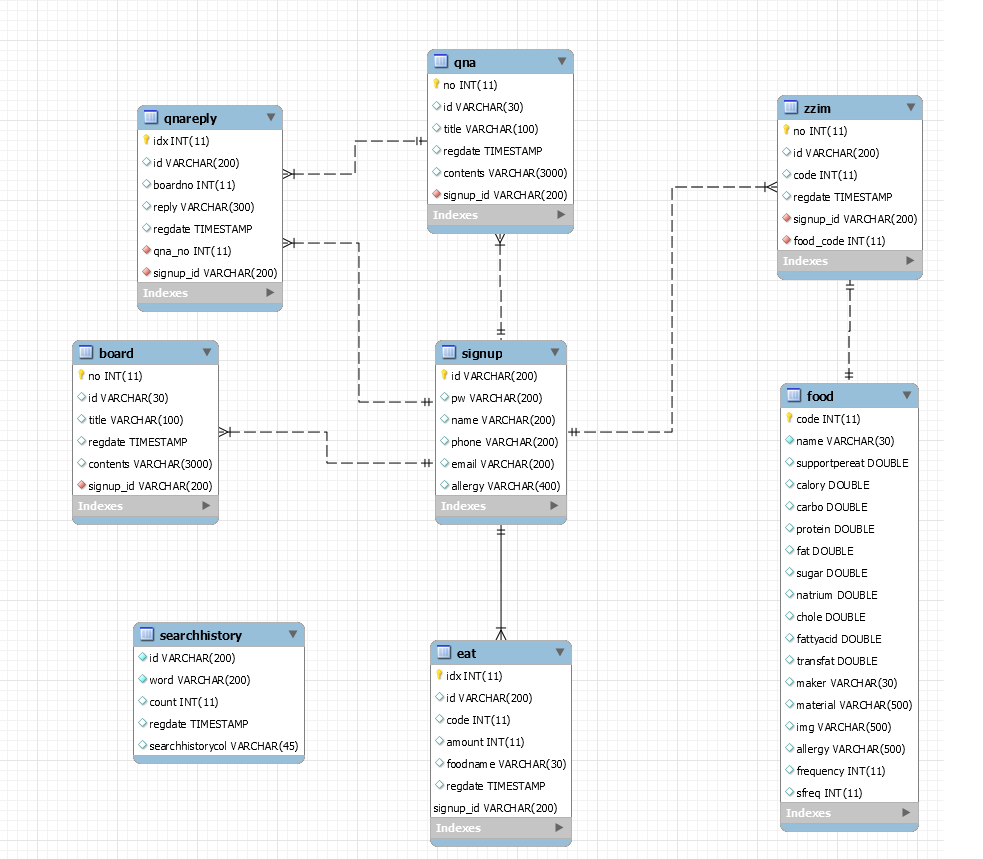 qna
no INT(11)
id VARCHAR(30)
title VARCHAR(100)
regdate TIMESTAMP
contents VARCHAR(3000)
signup_id VARCHAR(200)
Indexes
qnareply
idx INT(11)
id VARCHAR(200)
boardno INT(11)
reply VARCHAR(300)
regdate TIMESTAMP
qna_no INT(11)
signup_id VARCHAR(200)
Indexes
zzim
no INT(11)
id VARCHAR(200)
code INT(11)
regdate TIMESTAMP
signup_id VARCHAR(200)
food_code INT(11)
Indexes
board
no INT(11)
id VARCHAR(30)
title VARCHAR(100)
regdate TIMESTAMP
contents VARCHAR(3000)
signup_id VARCHAR(200)
Indexes
signup
id VARCHAR(200)
pw VARCHAR(200)
name VARCHAR(200)
phone VARCHAR(200)
email VARCHAR(200)
allergy VARCHAR(400)
Indexes
food
code INT(11)
name VARCHAR(30)
supportpereat DOUBLE
calory DOUBLE
carbo DOUBLE
protein DOUBLE
fat DOUBLE
sugar DOUBLE
natrium DOUBLE
chole DOUBLE
fattyacid DOUBLE
transfat DOUBLE
maker VARCHAR(30)
material VARCHAR(500)
img VARCHAR(500)
allergy VARCHAR(500)
frequency INT(11)
sfreq INT(11)
Indexes
searchhistory
id VARCHAR(200)
word VARCHAR(200)
count INT(11)
regdate TIMESTAMP
searchhistorycol VARCHAR(45)
eat
idx INT(11)
id VARCHAR(200)
code INT(11)
amount INT(11)
foodname VARCHAR(30)
regdate TIMESTAMP
signup_id VARCHAR(200)
Indexes